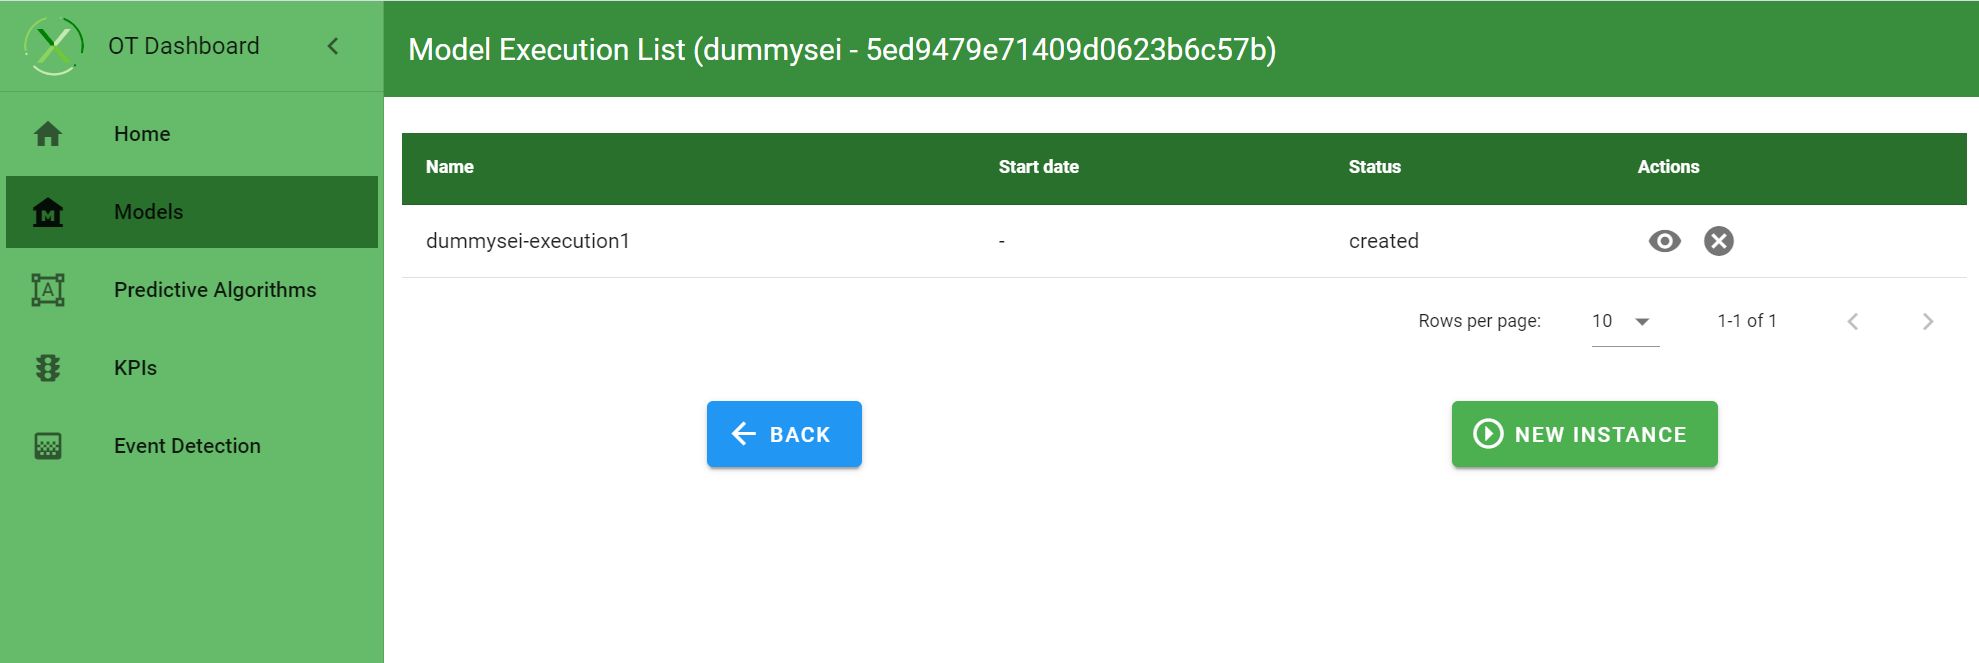 OT Dashboard
Model Execution List (dummysei - 5ed9479e71409d0623b6c57b)
Home
Models
Predictive Algorithms
KPIs
Event Detection
Name Start date Status Actions
dummysei-execution1 - created
Rows per page: 10 1-1 of 1
BACK
NEW INSTANCE